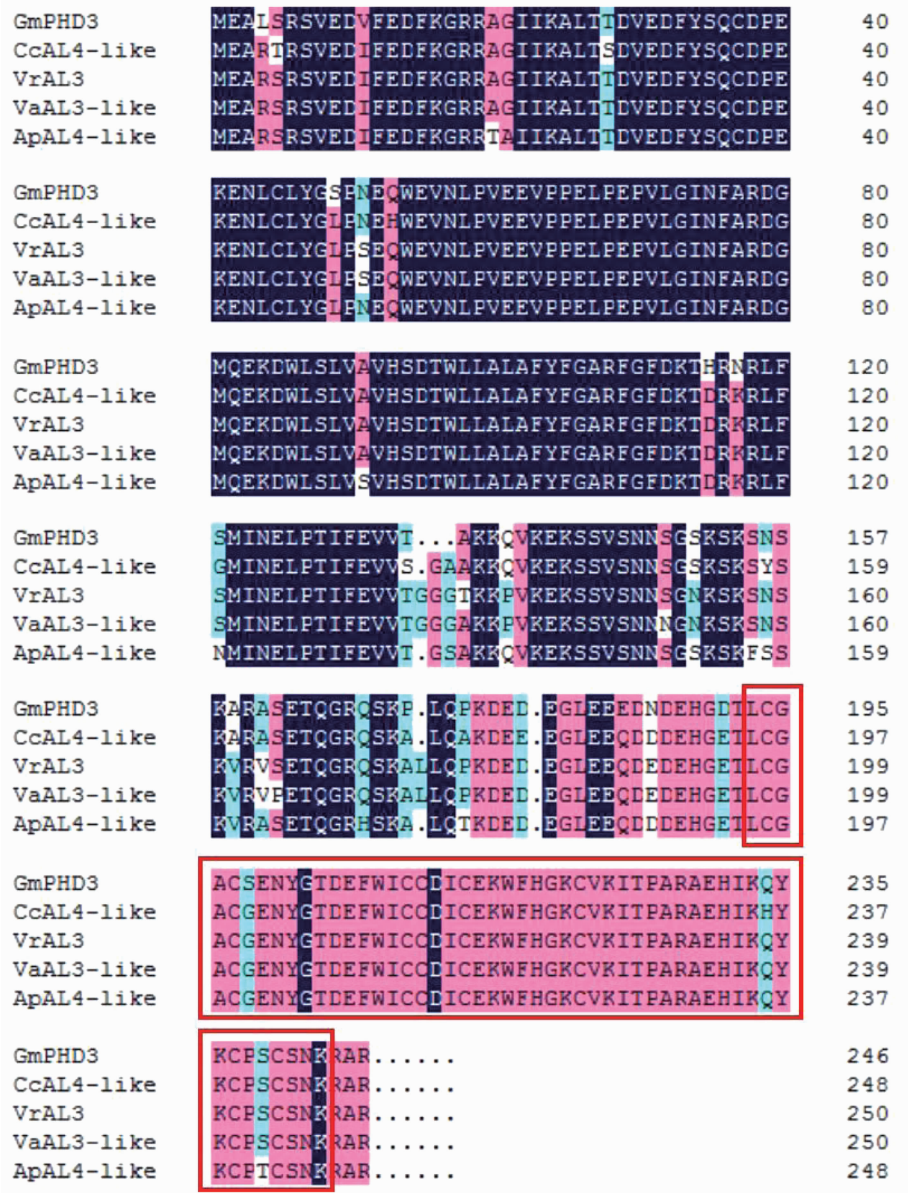 GmPHD3 MEALSRSVEDVFEDFKGRRAGIIKALTTDVEDFYSQCDPE 40
CcAL4-like MEARTRSVEDIFEDFKGRRAGIIKALTSDVEDFYSQCDPE 40
VrAL3 MEARSRSVEDIFEDFKGRRAGIIKALTTDVEDFYSQCDPE 40
VaAL3-like MEARSRSVEDIFEDFKGRRAGIIKALTTDVEDFYSQCDPE 40
ApAL4-like MEARSRSVEDIFEDFKGRRTAIIKALTTDVEDFYSQCDPE 40
GmPHD3 KENLCLYGSPNEQWEVNLPVEEVPPELPEPVLGINFARDG 80
CcAL4-like KENLCLYGLPNEHWEVNLPVEEVPPELPEPVLGINFARDG 80
VrAL3 KENLCLYGLPSEQWEVNLPVEEVPPELPEPVLGINFARDG 80
VaAL3-like KENLCLYGLPSEQWEVNLPVEEVPPELPEPVLGINFARDG 80
ApAL4-like KENLCLYGLPNEQWEVNLPVEEVPPELPEPVLGINFARDG 80
GmPHD3 MQEKDWLSLVAVHSDTWLLALAFYFGARFGFDKTHRNRLF 120
CcAL4-like MQEKDWLSLVAVHSDTWLLALAFYFGARFGFDKTDRKRLF 120
VrAL3 MQEKDWLSLVAVHSDTWLLALAFYFGARFGFDKTDRKRLF 120
VaAL3-like MQEKDWLSLVAVHSDTWLLALAFYFGARFGFDKTDRKRLF 120
ApAL4-like MQEKDWLSLVSVHSDTWLLALAFYFGARFGFDKTDRKRLF 120
GmPHD3 SMINELPTIFEVVT...AKKQVKEKSSVSNNSGSKSKSNS 157
CcAL4-like GMINELPTIFEVVS.GAAKKQVKEKSSVSNNSGSKSKSYS 159
VrAL3 SMINELPTIFEVVTGGGTKKPVKEKSSVSNNSGNKSKSNS 160
VaAL3-like SMINELPTIFEVVTGGGAKKPVKEKSSVSNNNGNKSKSNS 160
ApAL4-like NMINELPTIFEVVT.GSAKKQVKEKSSVSNNSGSKSKFSS 159
GmPHD3 KARASETQGRQSKP.LQPKDED.EGLEEEDNDEHGDTLCG 195
CcAL4-like KARASETQGRQSKA.LQAKDEE.EGLEEQDDDEHGETLCG 197
VrAL3 KVRVSETQGRQSKALLQPKDED.EGLEEQDEDEHGETLCG 199
VaAL3-like KVRVPETQGRQSKALLQPKDED.EGLEEQDEDEHGETLCG 199
ApAL4-like KVRASETQGRHSKA.LQTKDED.EGLEEQDDDEHGETLCG 197
GmPHD3 ACSENYGTDEFWICCDICEKWFHGKCVKITPARAEHIKQY 235
CcAL4-like ACGENYGTDEFWICCDICEKWFHGKCVKITPARAEHIKHY 237
VrAL3 ACGENYGTDEFWICCDICEKWFHGKCVKITPARAEHIKQY 239
VaAL3-like ACGENYGTDEFWICCDICEKWFHGKCVKITPARAEHIKQY 239
ApAL4-like ACGENYGTDEFWICCDICEKWFHGKCVKITPARAEHIKQY 237
GmPHD3 KCPSCSNKRAR...... 246
CcAL4-like KCPSCSNKRAR...... 248
VrAL3 KCPSCSNKRAR...... 250
VaAL3-like KCPSCSNKRAR...... 250
ApAL4-like KCPTCSNKRAR...... 248